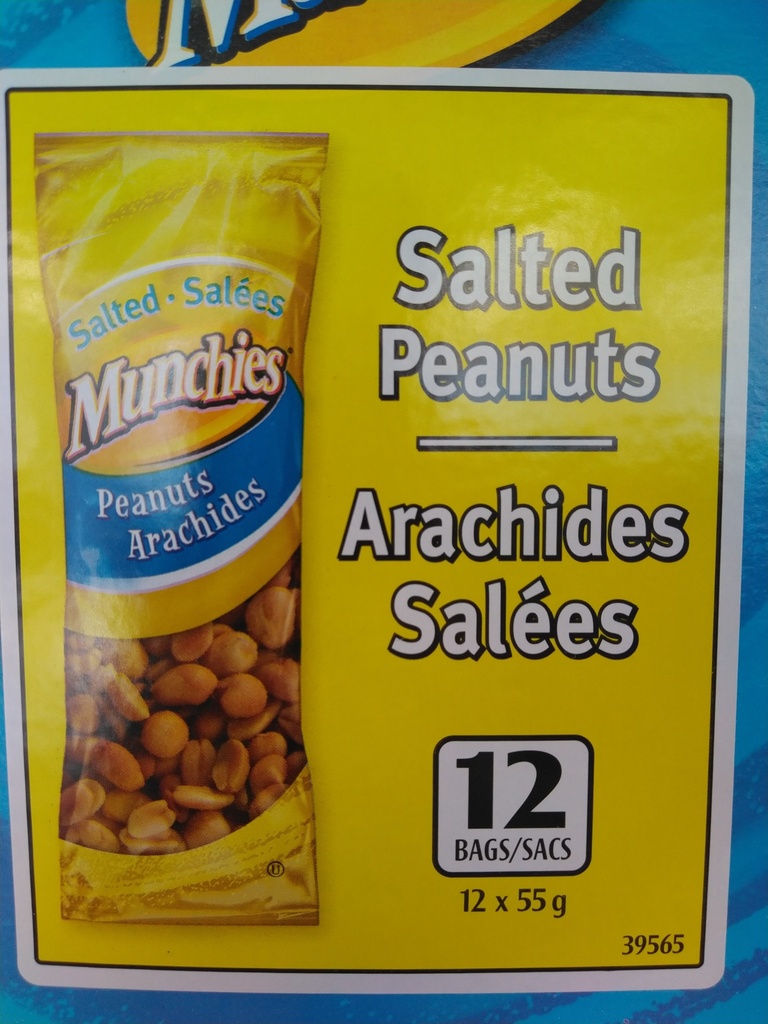 Salted · Salées
Munchies
Peanuts
Arachides
Salted
Peanuts
Arachides
Salées
12
BAGS/SACS
12 x 55 g
39565
U